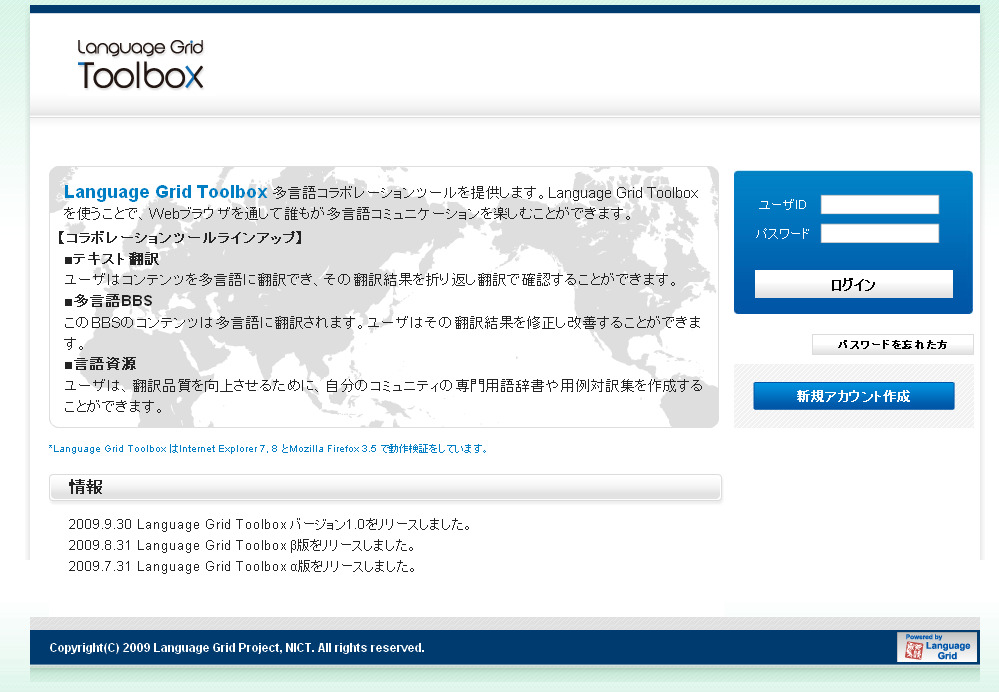 Language Grid
Toolbox
Language Grid Toolbox 多言語コラボレーションツールを提供します。Language Grid Toolbox
を使うことで、Webブラウザを通して誰もが多言語コミュニケーションを楽しむことができます。
【コラボレーションツールラインアップ】
■テキスト翻訳
ユーザはコンテンツを多言語に翻訳でき、その翻訳結果を折り返し翻訳で確認することができます。
■多言語BBS
このBBSのコンテンツは多言語に翻訳されます。ユーザはその翻訳結果を修正し改善することができま
す。
■言語資源
ユーザは、翻訳品質を向上させるために、自分のコミュニティの専門用語辞書や用例対訳集を作成する
ことができます。
*Language Grid Toolbox はInternet Explorer 7, 8 とMozilla Firefox 3.5 で動作検証をしています。
ユーザID
パスワード
ログイン
パスワードを忘れた方
新規アカウント作成
情報
2009.9.30 Language Grid Toolbox バージョン1.0をリリースしました。
2009.8.31 Language Grid Toolbox β版をリリースしました。
2009.7.31 Language Grid Toolbox α版をリリースしました。
Copyright(C) 2009 Language Grid Project, NICT. All rights reserved.
Powered by
Language
Grid